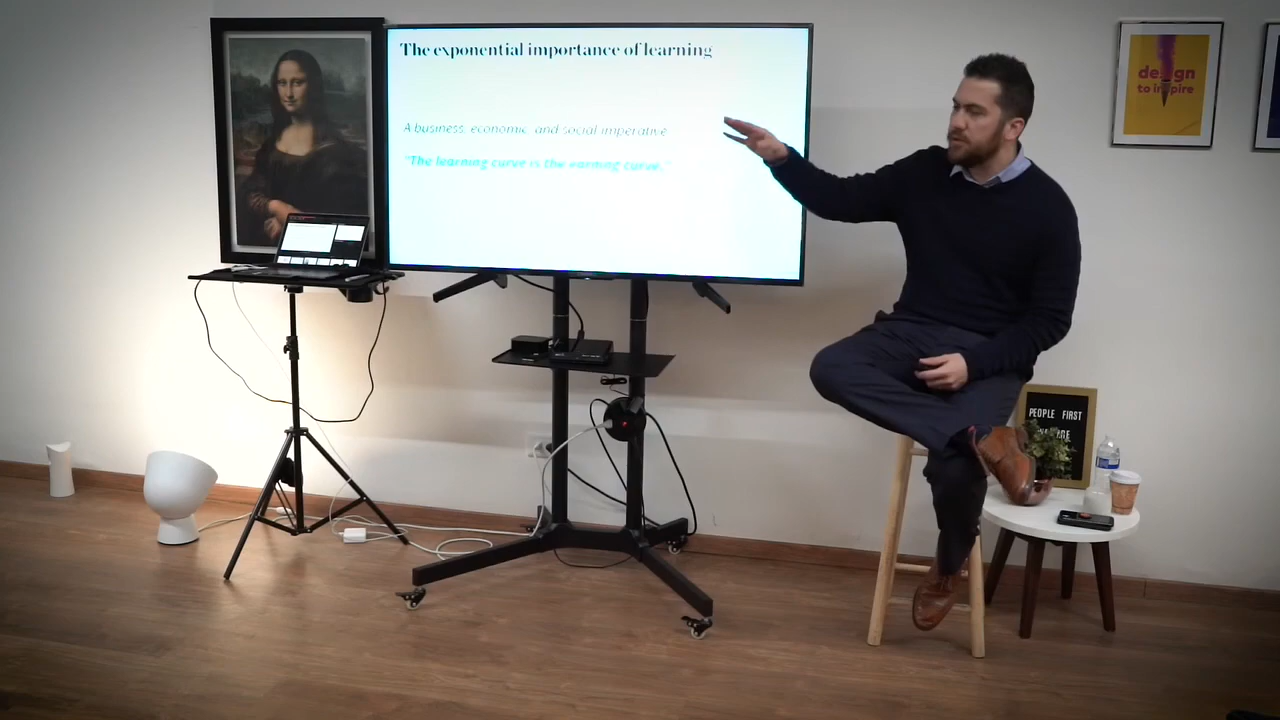 The exponential importance of learning
A business, economic, and social imperative
"The learning curve is the earning curve."
design
to inspire
PEOPLE FIRST